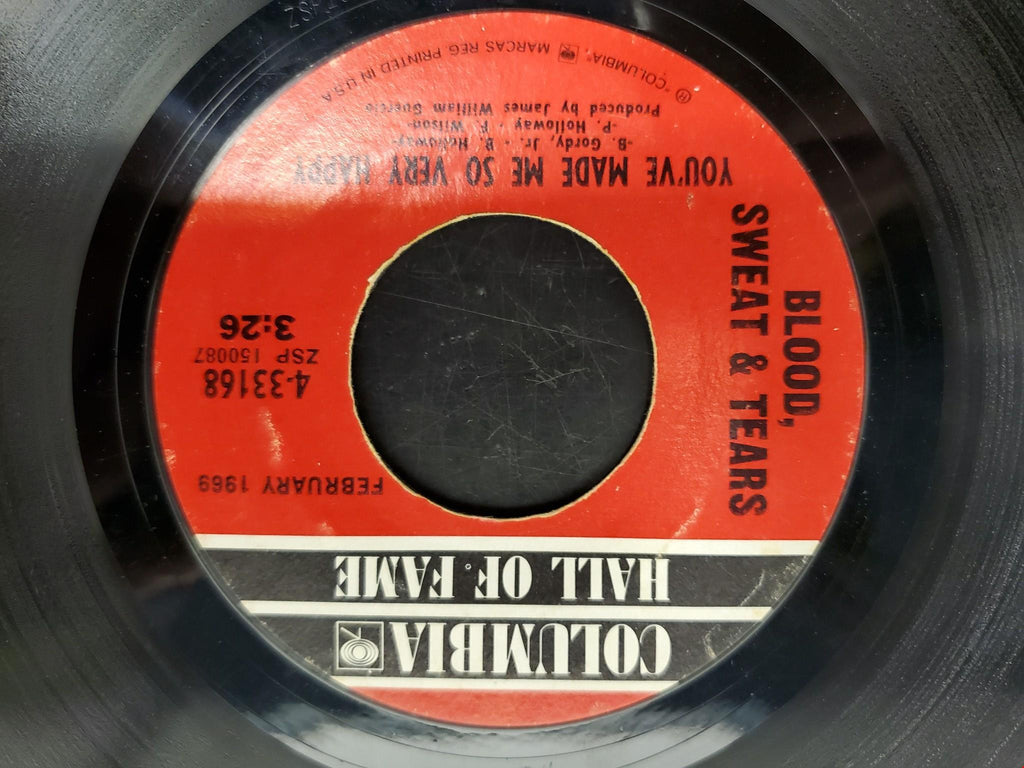 COLUMBIA
HALL OF FAME
FEBRUARY 1969
BLOOD,
SWEAT & TEARS
4-33168
ZSP 150087
3:26
YOU'VE MADE ME SO VERY HAPPY
-B. Gordy, Jr. - B. Holloway-
-P. Holloway - F. Wilson-
Produced by James William Guercio
® "COLUMBIA", MARCAS REG. PRINTED IN U.S.A.